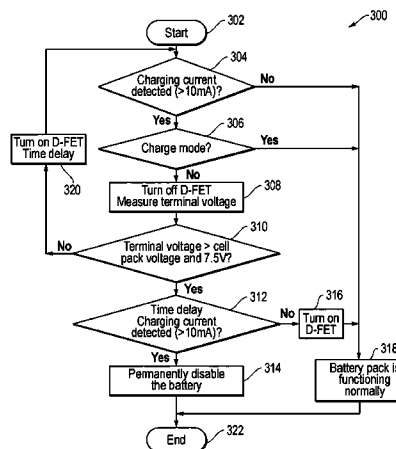 302
300
Start
304
Charging current
detected (>10mA)?
No
Yes
306
Turn on D-FET
Time delay
320
Charge mode?
Yes
No
Turn off D-FET
Measure terminal voltage
308
310
No
Terminal voltage > cell
pack voltage and 7.5V?
Yes
312
Time delay
Charging current
detected (>10mA)?
No
316
Turn on
D-FET
Yes
318
Permanently disable
the battery
314
Battery pack is
functioning
normally
End
322